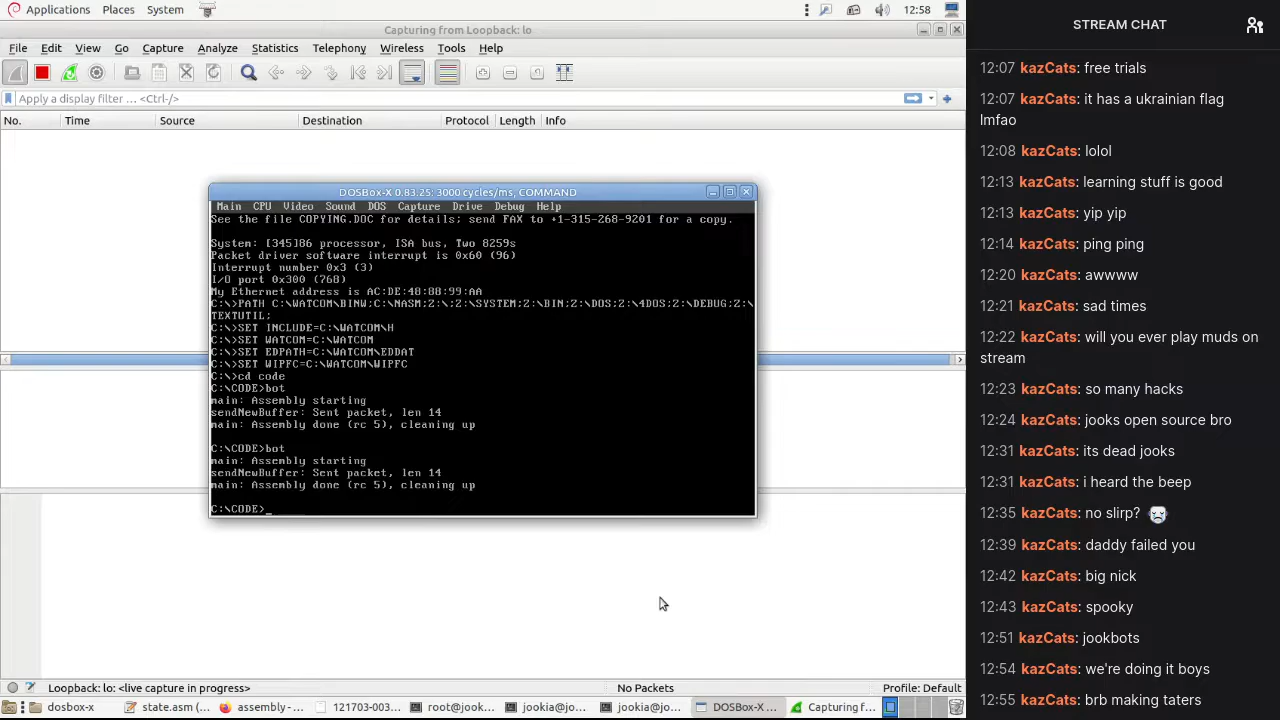 Applications Places System 12:58
Capturing from Loopback: lo
File Edit View Go Capture Analyze Statistics Telephony Wireless Tools Help
Apply a display filter ... <Ctrl-/>
No. Time Source Destination Protocol Length Info
DOSBox-X 0.83.25: 3000 cycles/ms, COMMAND
Main CPU Video Sound DOS Capture Drive Debug Help
See the file COPYING.DOC for details; send FAX to +1-315-268-9201 for a copy.
System: [345]86 processor, ISA bus, Two 8259s
Packet driver software interrupt is 0x60 (96)
Interrupt number 0x3 (3)
I/O port 0x300 (768)
My Ethernet address is AC:DE:48:88:99:AA
C:\>PATH C:\WATCOM\BINW;C:\NASM;Z:\;Z:\SYSTEM;Z:\BIN;Z:\DOS;Z:\4DOS;Z:\DEBUG;Z:\
TEXTUTIL;
C:\>SET INCLUDE=C:\WATCOM\H
C:\>SET WATCOM=C:\WATCOM
C:\>SET EDPATH=C:\WATCOM\EDDAT
C:\>SET WIPFC=C:\WATCOM\WIPFC
C:\>cd code
C:\CODE>bot
main: Assembly starting
sendNewBuffer: Sent packet, len 14
main: Assembly done (rc 5), cleaning up
C:\CODE>bot
main: Assembly starting
sendNewBuffer: Sent packet, len 14
main: Assembly done (rc 5), cleaning up
C:\CODE>_
Loopback: lo: <live capture in progress> No Packets Profile: Default
dosbox-x state.asm (... assembly -... 1217103503... root@jook... jookia@jo... jookia@jo... DOSBox-X ... Capturing f...
STREAM CHAT
12:07 kazCats: free trials
12:07 kazCats: it has a ukrainian flag
lmfao
12:08 kazCats: lolol
12:13 kazCats: learning stuff is good
12:13 kazCats: yip yip
12:14 kazCats: ping ping
12:20 kazCats: awwww
12:21 kazCats: sad times
12:22 kazCats: will you ever play muds on
stream
12:23 kazCats: so many hacks
12:24 kazCats: jooks open source bro
12:31 kazCats: its dead jooks
12:31 kazCats: i heard the beep
12:35 kazCats: no slirp?
12:39 kazCats: daddy failed you
12:42 kazCats: big nick
12:43 kazCats: spooky
12:51 kazCats: jookbots
12:54 kazCats: we're doing it boys
12:55 kazCats: brb making taters